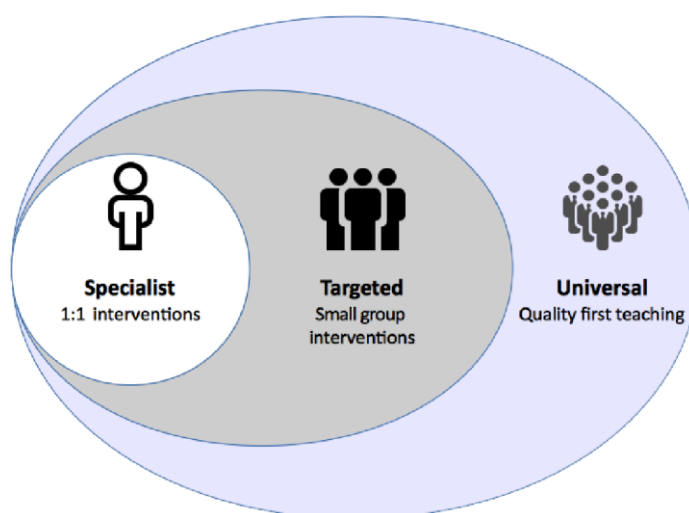 Specialist
1:1 interventions
Targeted
Small group
interventions
Universal
Quality first teaching